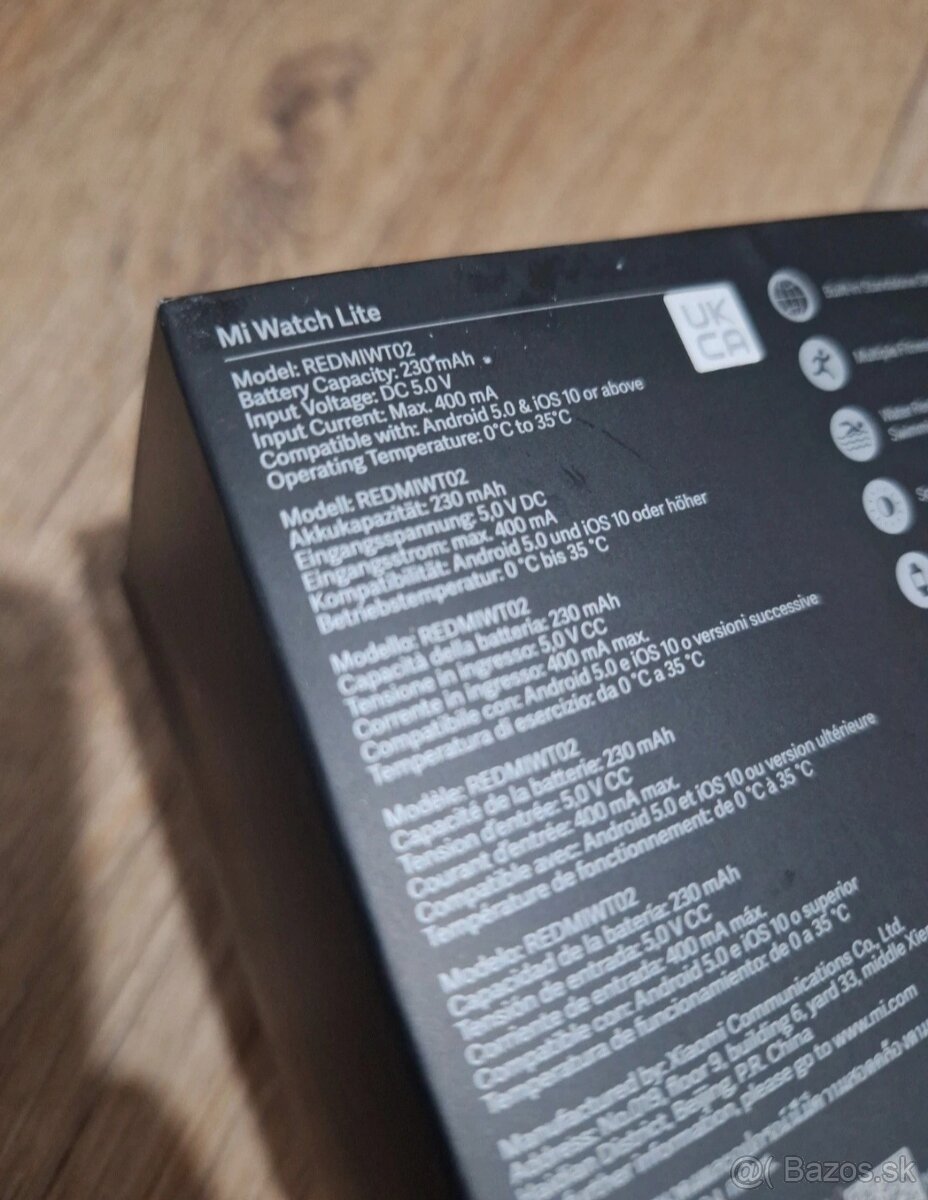 Mi Watch Lite
UK
CA
Model: REDMIWT02
Battery Capacity: 230 mAh
Input Voltage: DC 5.0 V
Input Current: Max. 400 mA
Compatible with: Android 5.0 & iOS 10 or above
Operating Temperature: 0°C to 35°C
Modell: REDMIWT02
Akkukapazität: 230 mAh
Eingangsspannung: 5,0 V DC
Eingangsstrom: max. 400 mA
Kompatibilität: Android 5.0 und iOS 10 oder höher
Betriebstemperatur: 0 °C bis 35 °C
Modello: REDMIWT02
Capacità della batteria: 230 mAh
Tensione in ingresso: 5,0 V CC
Corrente in ingresso: 400 mA max.
Compatibile con: Android 5.0 e iOS 10 o versioni successive
Temperatura di esercizio: da 0 °C a 35 °C
Modèle: REDMIWT02
Capacité de la batterie: 230 mAh
Tension d'entrée: 5,0 V CC
Courant d'entrée: 400 mA max.
Compatible avec: Android 5.0 et iOS 10 ou version ultérieure
Température de fonctionnement: de 0 °C à 35 °C
Modelo: REDMIWT02
Capacidad de la batería: 230 mAh
Tensión de entrada: 5,0 V CC
Corriente de entrada: 400 mA máx.
Compatible con: Android 5.0 e iOS 10 o superior
Temperatura de funcionamiento: de 0 a 35 °C
Manufactured by: Xiaomi Communications Co., Ltd.
Address: No.019, floor 9, building 6, yard 33, middle
Haidian District, Beijing, P.R. China
information, please go to www.mi.com
Multiple
@( Bazos.sk